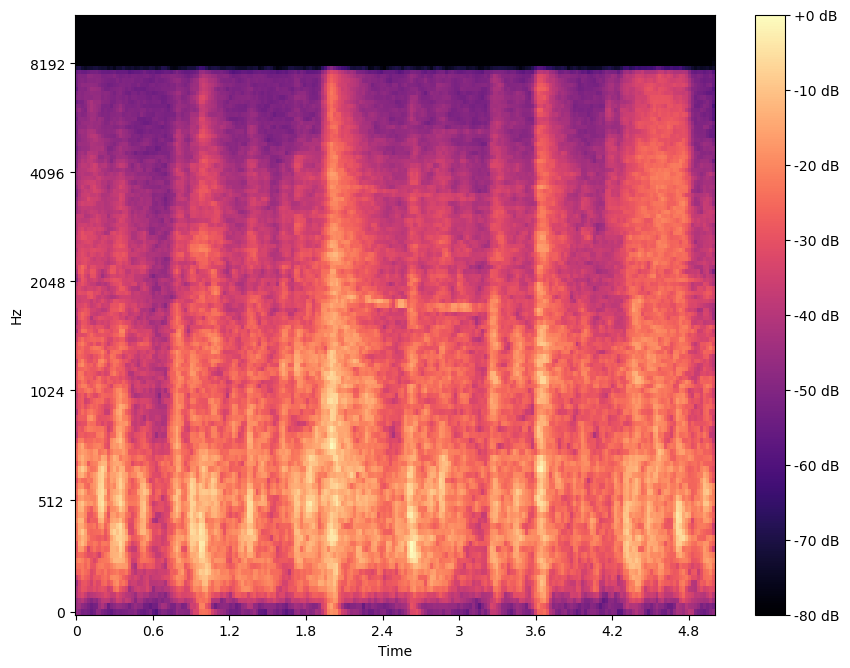 8192
4096
2048
1024
512
0
Hz
0 0.6 1.2 1.8 2.4 3 3.6 4.2 4.8
Time
+0 dB
-10 dB
-20 dB
-30 dB
-40 dB
-50 dB
-60 dB
-70 dB
-80 dB